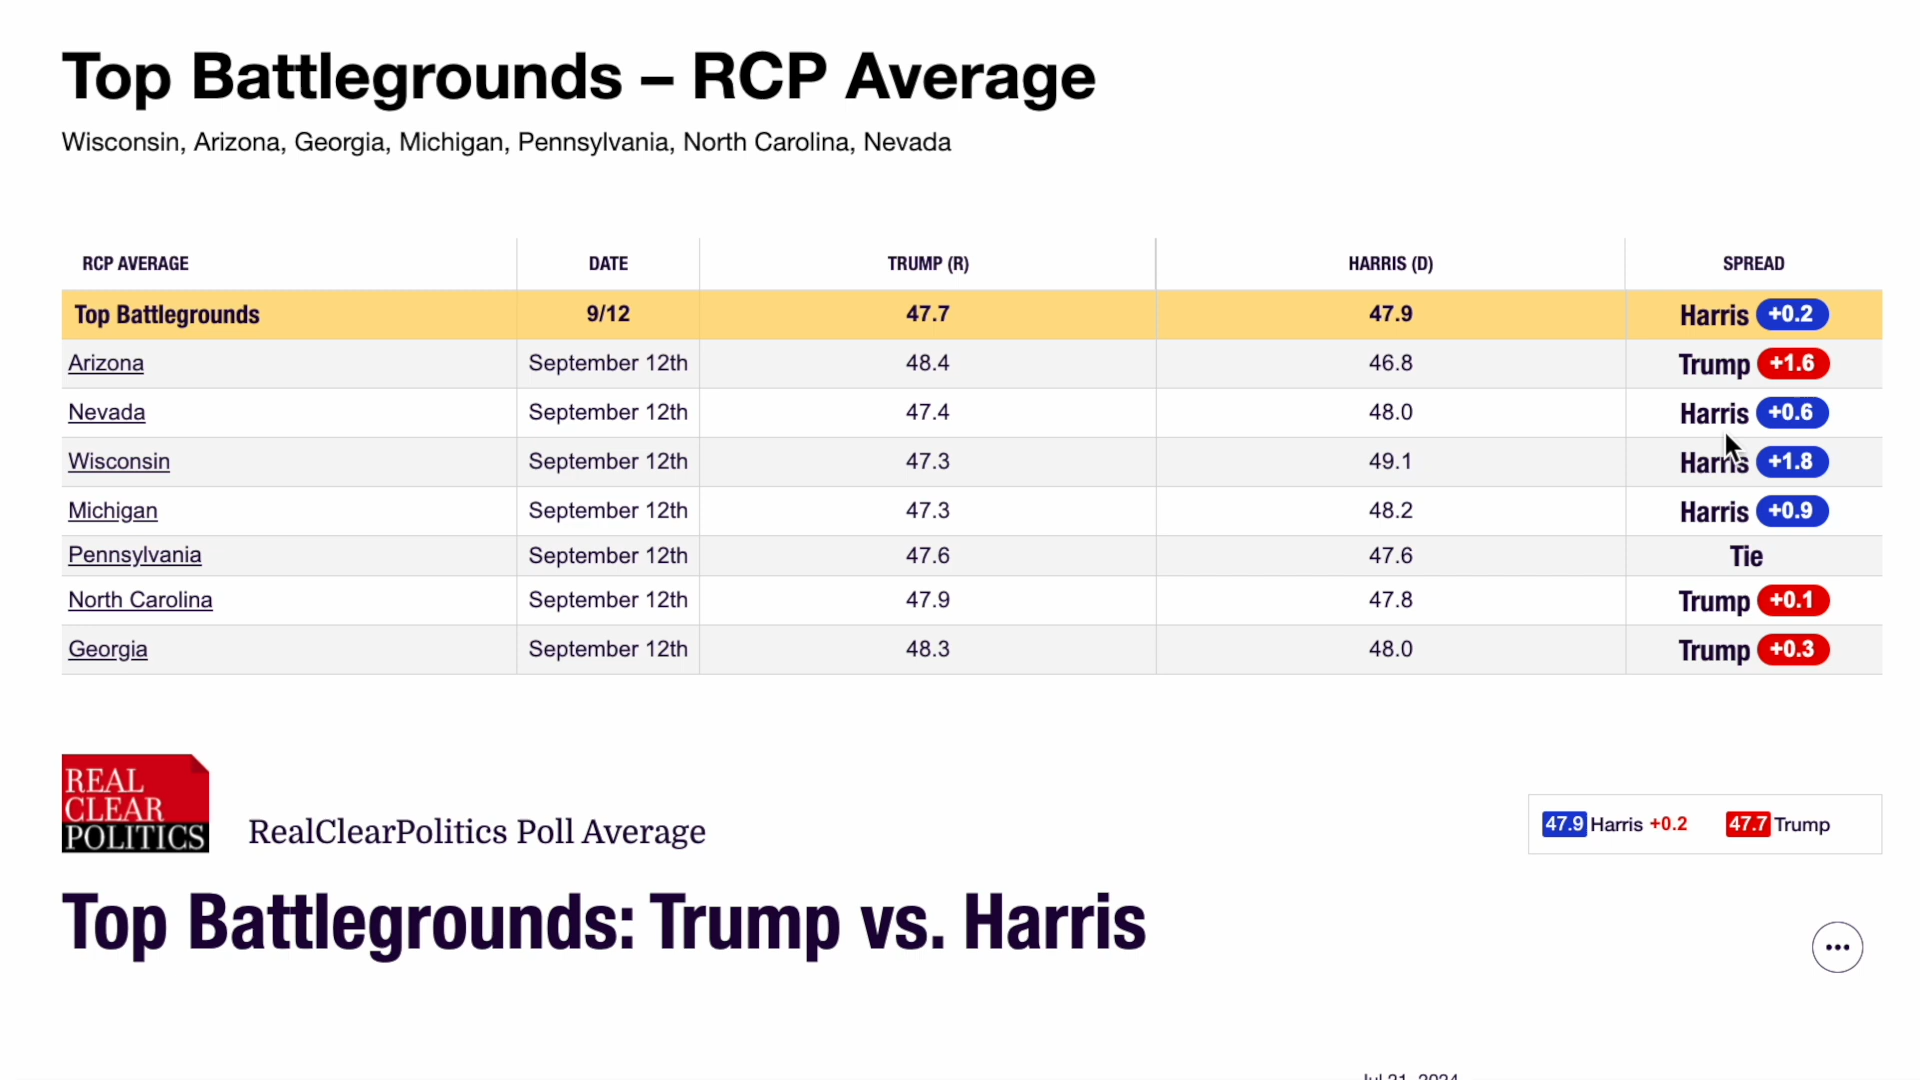 Top Battlegrounds – RCP Average
Wisconsin, Arizona, Georgia, Michigan, Pennsylvania, North Carolina, Nevada
RCP AVERAGE DATE TRUMP (R) HARRIS (D) SPREAD
Top Battlegrounds 9/12 47.7 47.9 Harris +0.2
Arizona September 12th 48.4 46.8 Trump +1.6
Nevada September 12th 47.4 48.0 Harris +0.6
Wisconsin September 12th 47.3 49.1 Harris +1.8
Michigan September 12th 47.3 48.2 Harris +0.9
Pennsylvania September 12th 47.6 47.6 Tie
North Carolina September 12th 47.9 47.8 Trump +0.1
Georgia September 12th 48.3 48.0 Trump +0.3
REAL
CLEAR
POLITICS
RealClearPolitics Poll Average
47.9 Harris +0.2 47.7 Trump
Top Battlegrounds: Trump vs. Harris
Jul 21, 2024